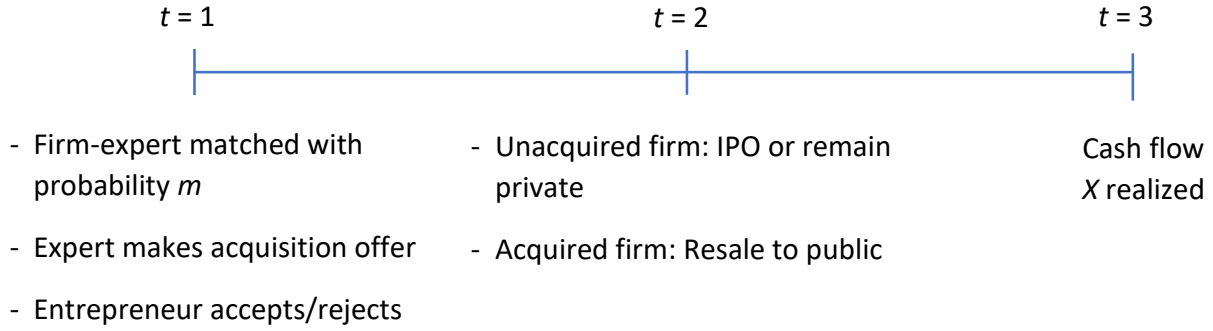 t = 1
t = 2
t = 3
- Firm-expert matched with
probability m
- Expert makes acquisition offer
- Entrepreneur accepts/rejects
- Unacquired firm: IPO or remain
private
- Acquired firm: Resale to public
Cash flow
X realized